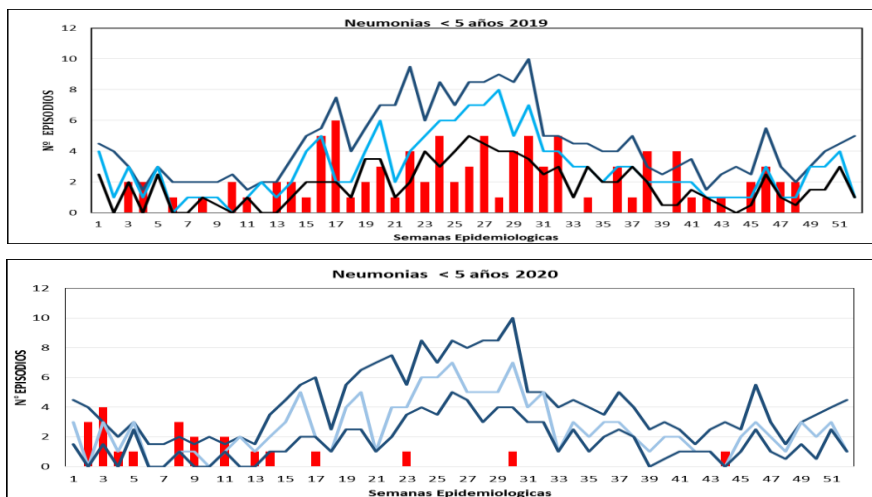 Neumonias < 5 años 2019
Nº EPISODIOS
12
10
8
6
4
2
0
1 3 5 7 9 11 13 15 17 19 21 23 25 27 29 31 33 35 37 39 41 43 45 47 49 51
Semanas Epidemiologicas
Neumonias < 5 años 2020
N° EPISODIOS
12
10
8
6
4
2
0
1 3 5 7 9 11 13 15 17 19 21 23 25 27 29 31 33 35 37 39 41 43 45 47 49 51
Semanas Epidemiologicas